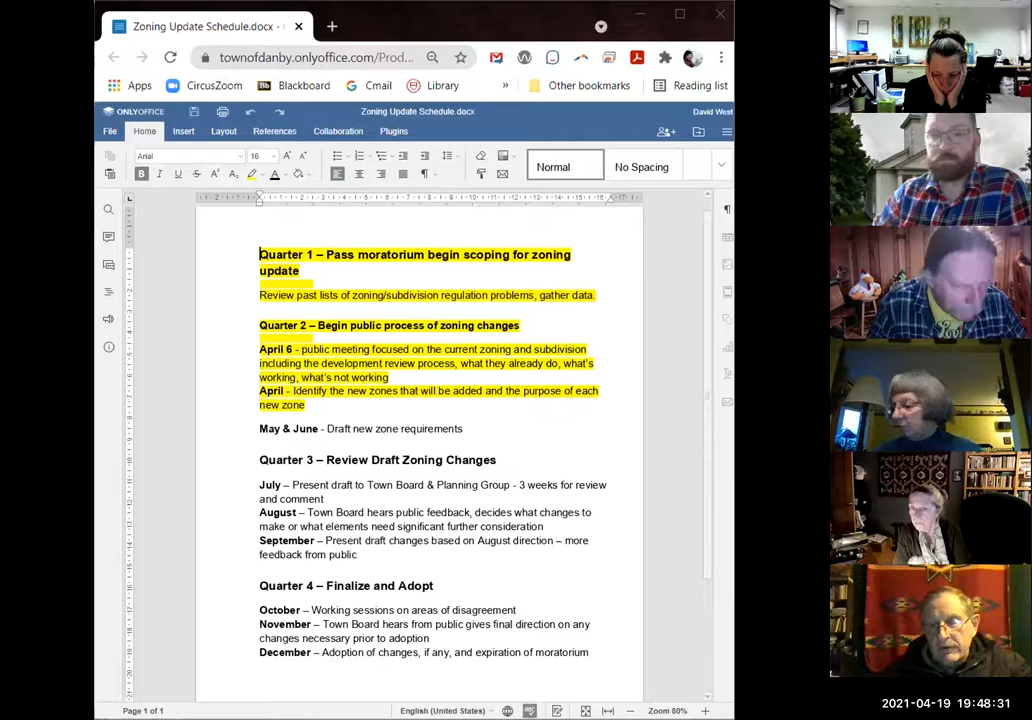 Zoning Update Schedule.docx -
townofdanby.onlyoffice.com/Prod...
Apps CircusZoom Blackboard Gmail Library » Other bookmarks Reading list
ONLYOFFICE Zoning Update Schedule.docx David West
File Home Insert Layout References Collaboration Plugins
Arial 16 Normal No Spacing
Quarter 1 – Pass moratorium begin scoping for zoning
update
Review past lists of zoning/subdivision regulation problems, gather data.
Quarter 2 – Begin public process of zoning changes
April 6 - public meeting focused on the current zoning and subdivision
including the development review process, what they already do, what's
working, what's not working
April - Identify the new zones that will be added and the purpose of each
new zone
May & June - Draft new zone requirements
Quarter 3 – Review Draft Zoning Changes
July – Present draft to Town Board & Planning Group - 3 weeks for review
and comment
August – Town Board hears public feedback, decides what changes to
make or what elements need significant further consideration
September – Present draft changes based on August direction – more
feedback from public
Quarter 4 – Finalize and Adopt
October – Working sessions on areas of disagreement
November – Town Board hears from public gives final direction on any
changes necessary prior to adoption
December – Adoption of changes, if any, and expiration of moratorium
Page 1 of 1 English (United States) Zoom 80%
2021-04-19 19:48:31